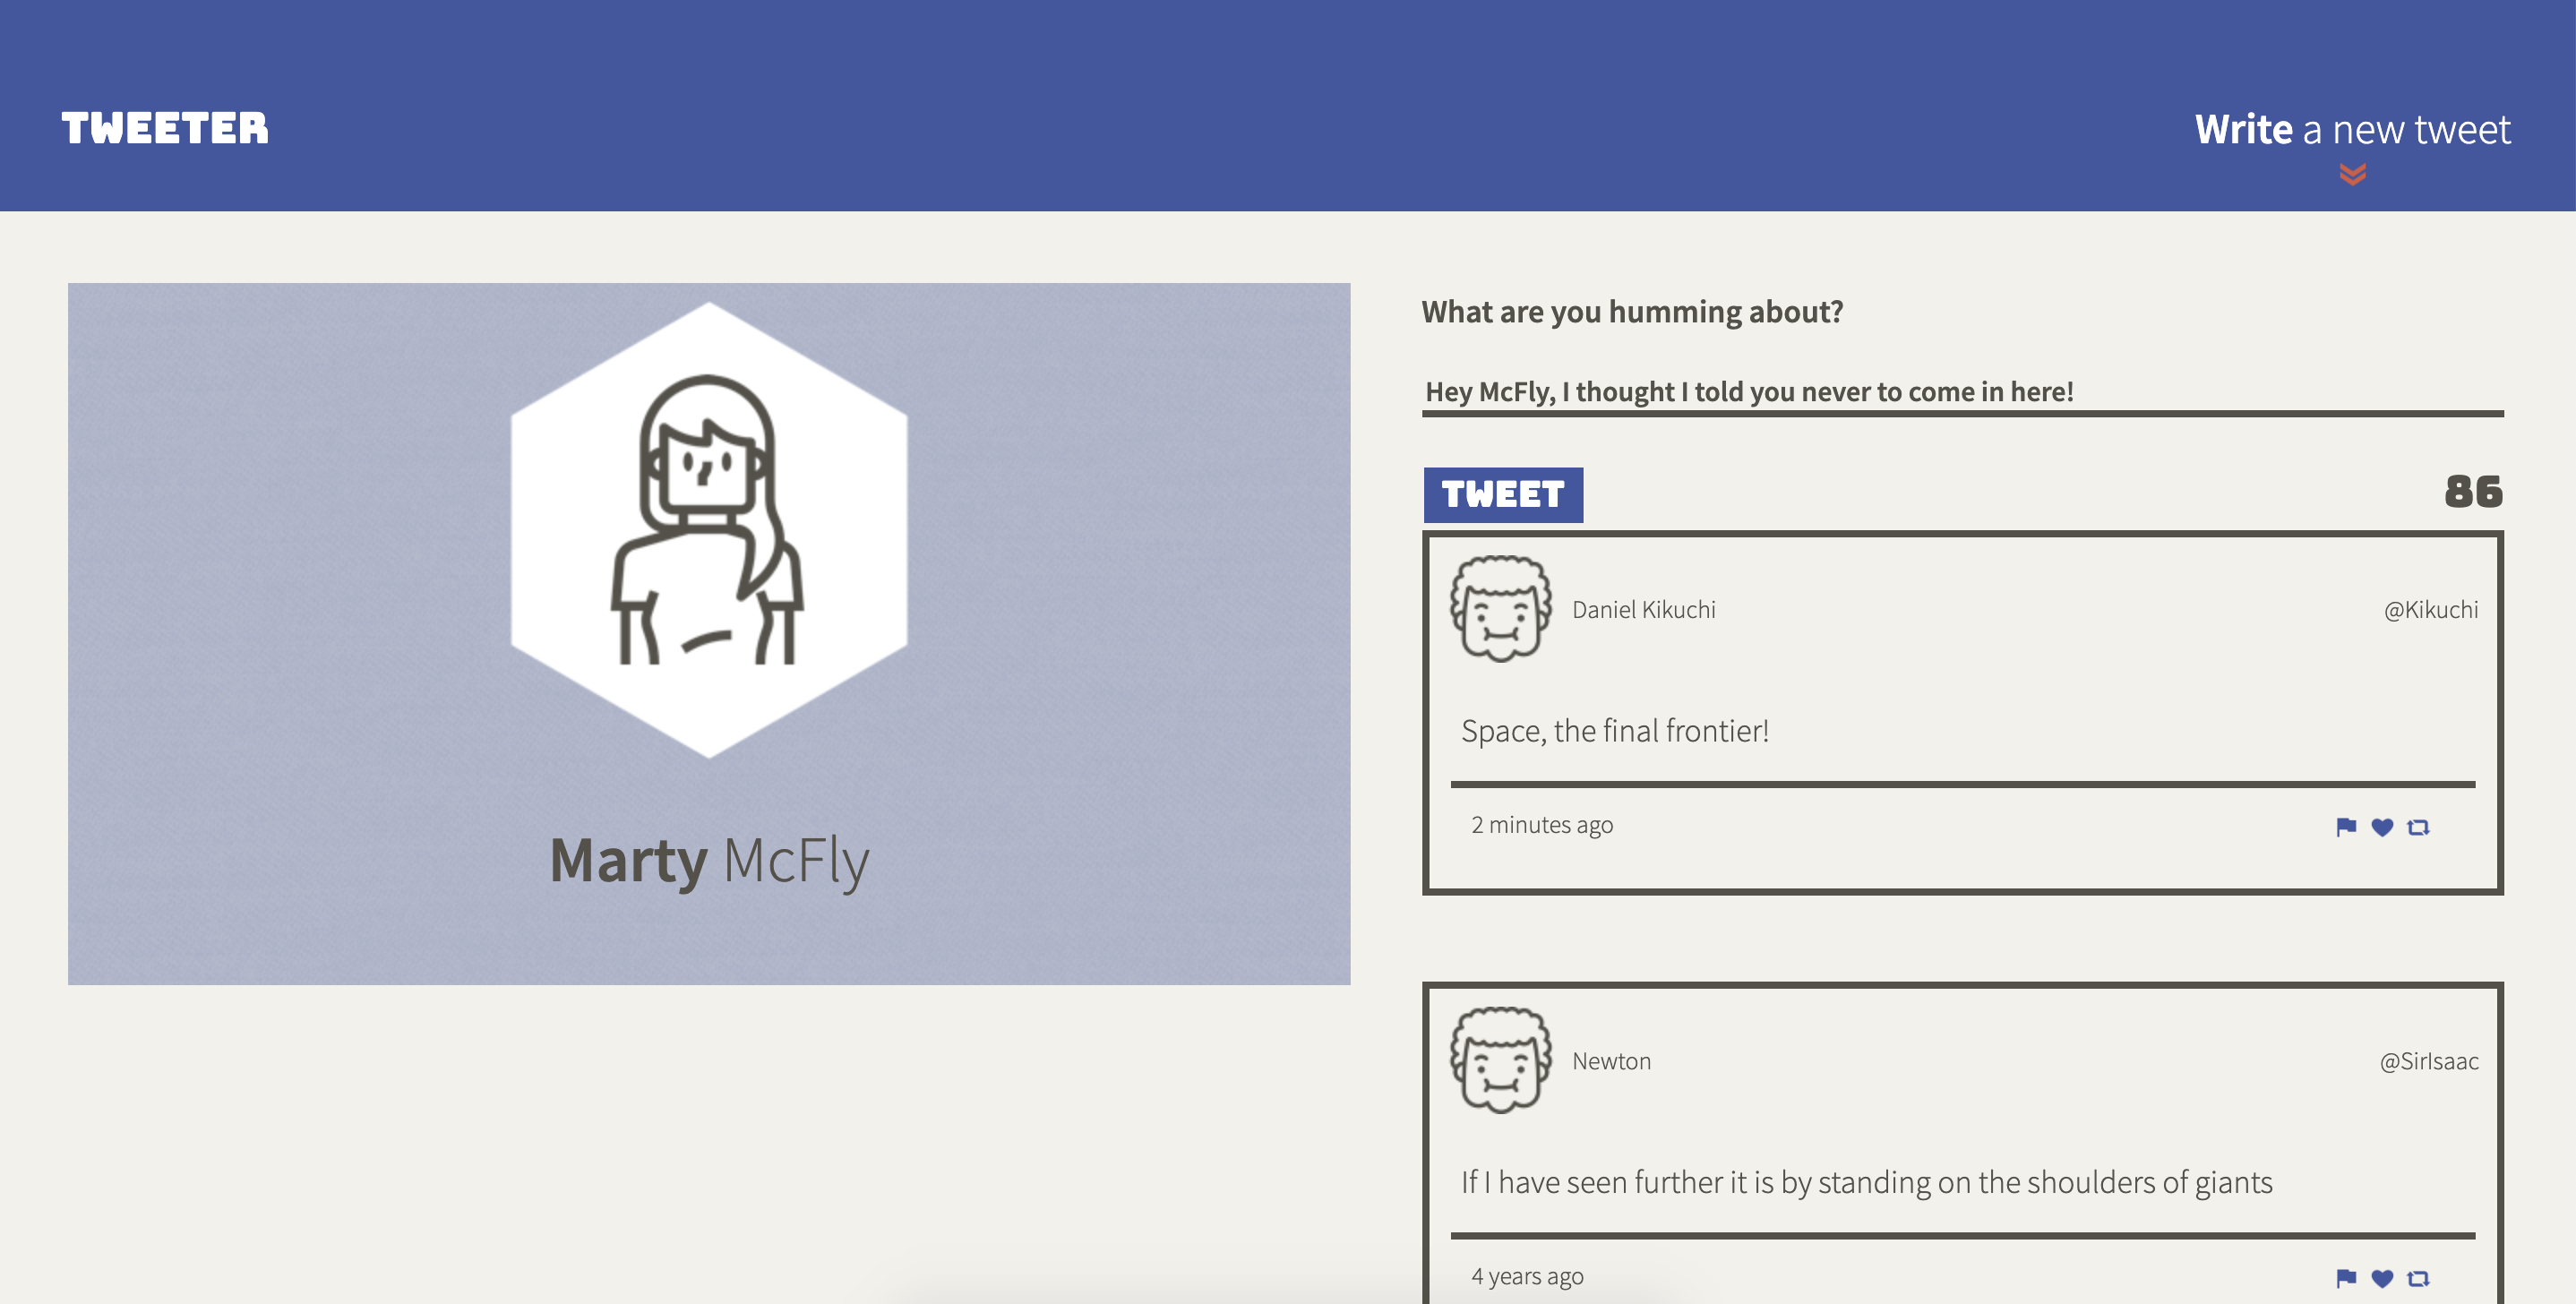 TWEETER
Write a new tweet
Marty McFly
What are you humming about?
Hey McFly, I thought I told you never to come in here!
TWEET
86
Daniel Kikuchi
@Kikuchi
Space, the final frontier!
2 minutes ago
Newton
@SirIsaac
If I have seen further it is by standing on the shoulders of giants
4 years ago